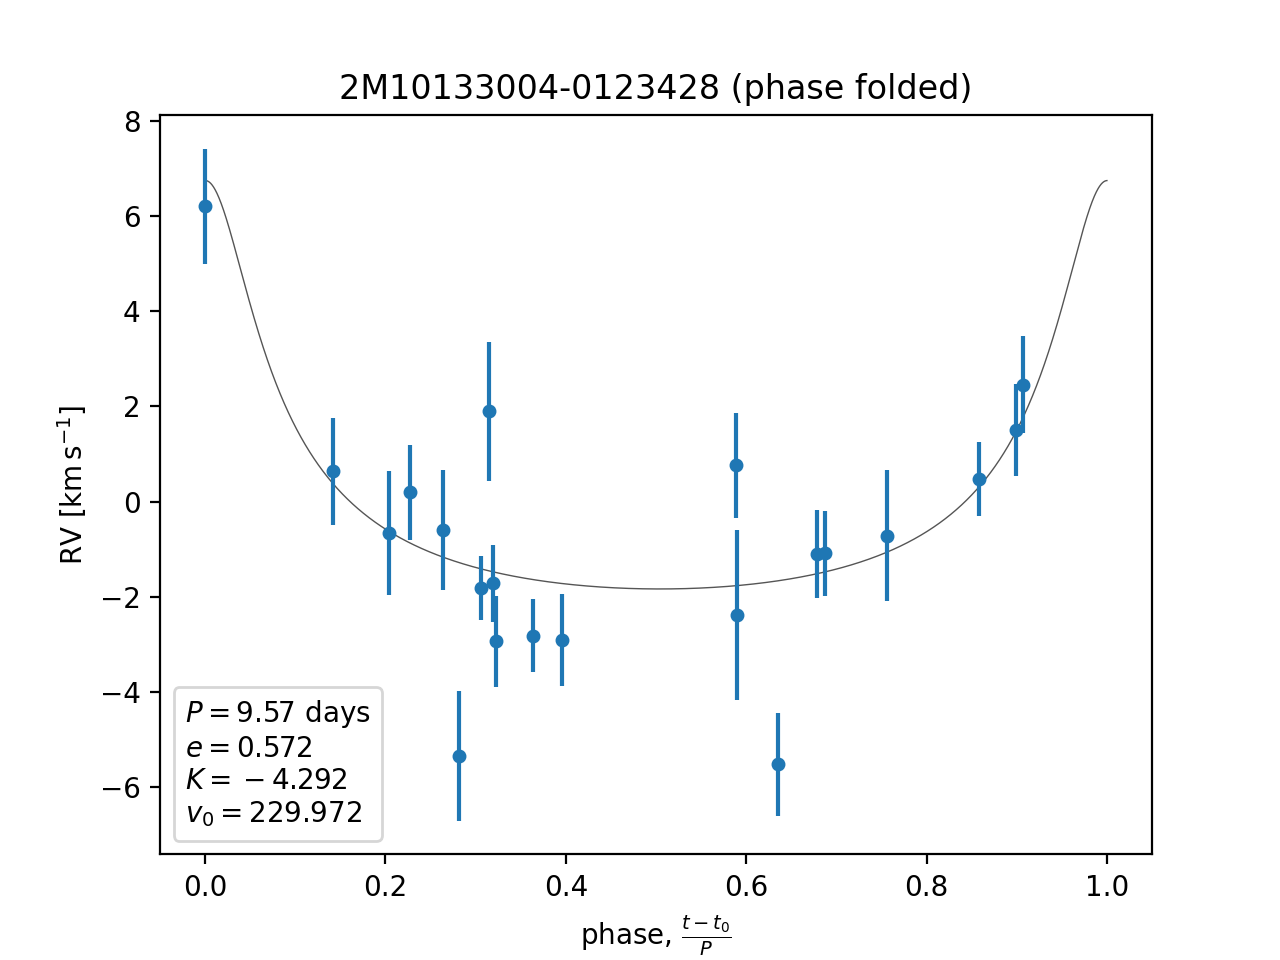 2M10133004-0123428 (phase folded)
RV [km s⁻¹]
8
6
4
2
0
−2
−4
−6
P = 9.57 days
e = 0.572
K = −4.292
v₀ = 229.972
0.0 0.2 0.4 0.6 0.8 1.0
phase, (t − t₀)/P